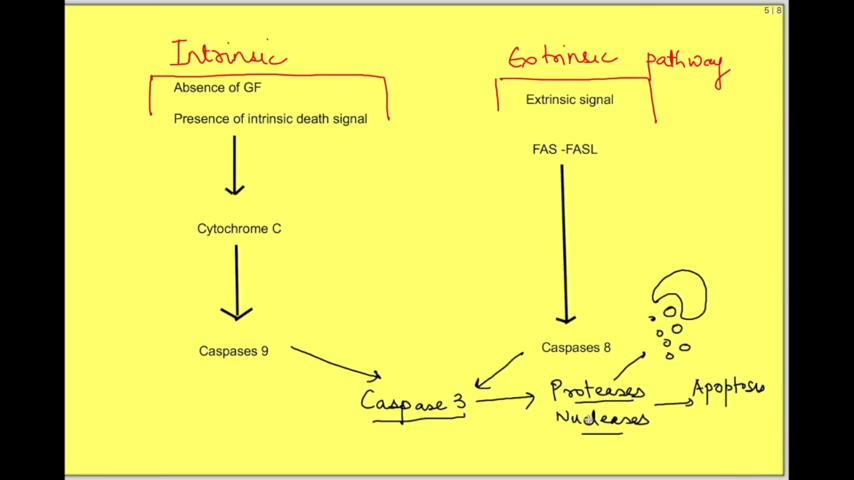 5 | 8
Intrinsic
Extrinsic pathway
Absence of GF
Presence of intrinsic death signal
Extrinsic signal
FAS -FASL
Cytochrome C
Caspases 9
Caspases 8
Caspase 3
Proteases
Nucleases
Apoptosis